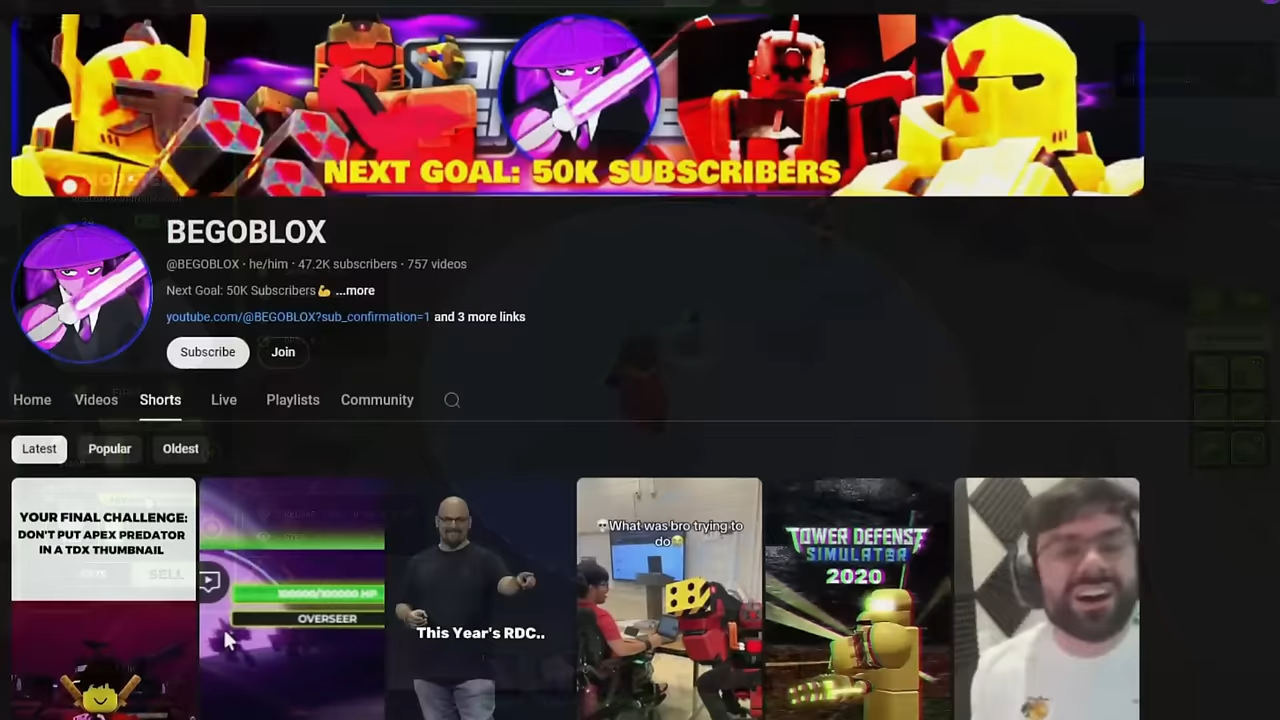 NEXT GOAL: 50K SUBSCRIBERS
BEGOBLOX
@BEGOBLOX · he/him · 47.2K subscribers · 757 videos
Next Goal: 50K Subscribers💪 ...more
youtube.com/@BEGOBLOX?sub_confirmation=1 and 3 more links
Subscribe
Join
Home
Videos
Shorts
Live
Playlists
Community
Latest
Popular
Oldest
YOUR FINAL CHALLENGE:
DON'T PUT APEX PREDATOR
IN A TDX THUMBNAIL
SELL
OVERSEER
This Year's RDC..
💀What was bro trying to
do😭
TOWER DEFENSE
SIMULATOR
2020